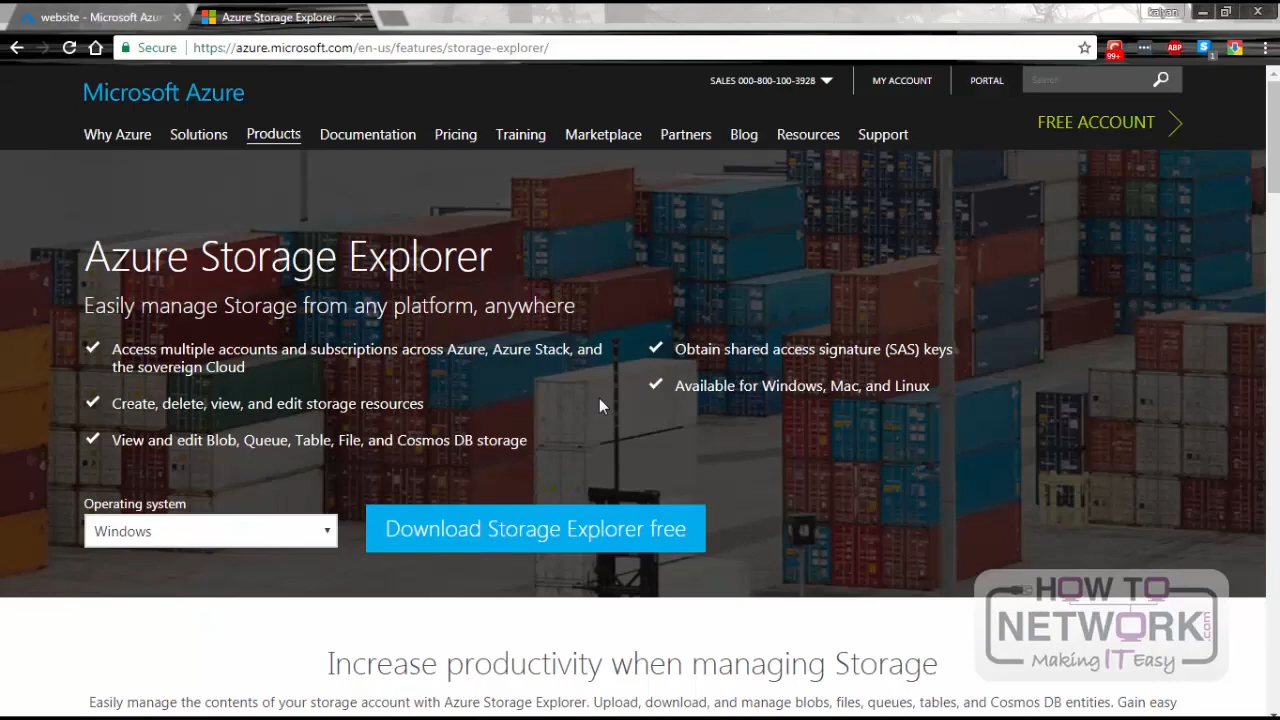 website - Microsoft Azur
Azure Storage Explorer
kalyan
Secure
https://azure.microsoft.com/en-us/features/storage-explorer/
99+
ABP
S
1
Microsoft Azure
SALES 000-800-100-3928
MY ACCOUNT
PORTAL
Search
Why Azure
Solutions
Products
Documentation
Pricing
Training
Marketplace
Partners
Blog
Resources
Support
FREE ACCOUNT
Azure Storage Explorer
Easily manage Storage from any platform, anywhere
Access multiple accounts and subscriptions across Azure, Azure Stack, and
the sovereign Cloud
Create, delete, view, and edit storage resources
View and edit Blob, Queue, Table, File, and Cosmos DB storage
Obtain shared access signature (SAS) keys
Available for Windows, Mac, and Linux
Operating system
Windows
Download Storage Explorer free
HOW TO
NETWORK.com
Making IT Easy
Increase productivity when managing Storage
Easily manage the contents of your storage account with Azure Storage Explorer. Upload, download, and manage blobs, files, queues, tables, and Cosmos DB entities. Gain easy